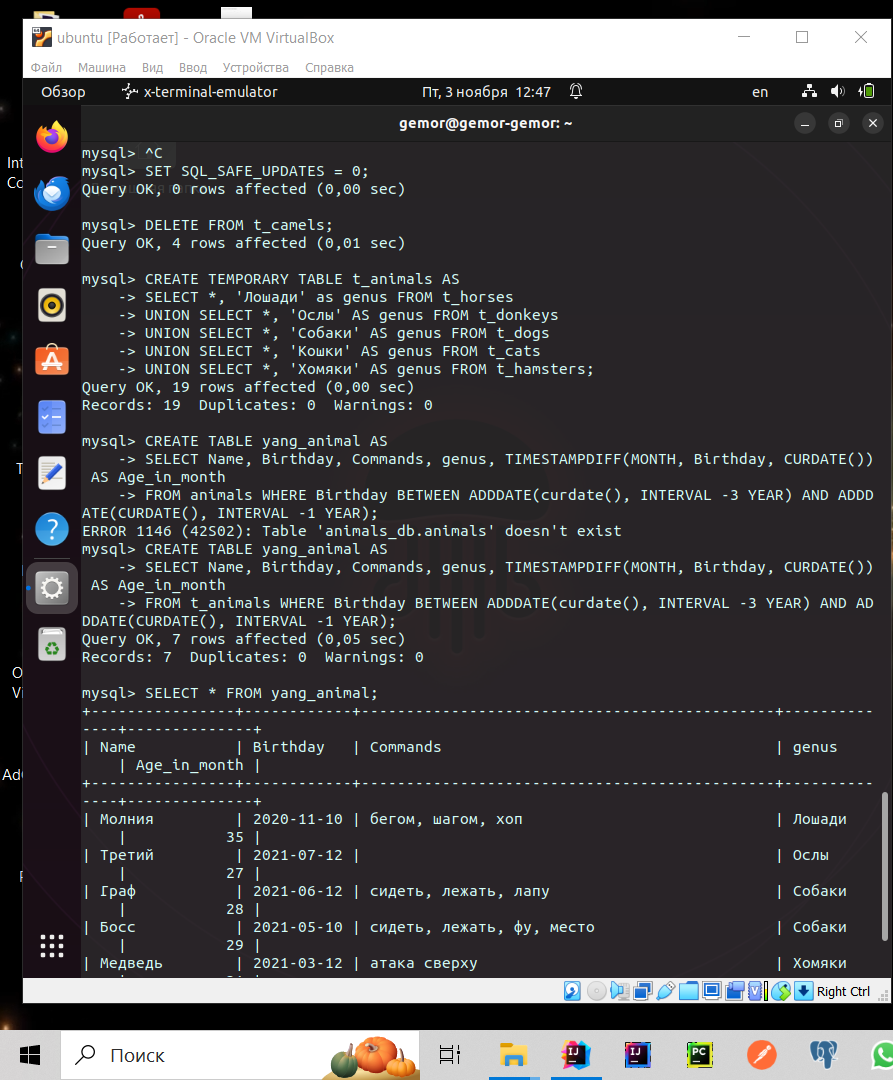 ubuntu [Работает] - Oracle VM VirtualBox
Файл Машина Вид Ввод Устройства Справка
Обзор x-terminal-emulator Пт, 3 ноября 12:47 en
gemor@gemor-gemor: ~
mysql> ^C
mysql> SET SQL_SAFE_UPDATES = 0;
Query OK, 0 rows affected (0,00 sec)
mysql> DELETE FROM t_camels;
Query OK, 4 rows affected (0,01 sec)
mysql> CREATE TEMPORARY TABLE t_animals AS
-> SELECT *, 'Лошади' as genus FROM t_horses
-> UNION SELECT *, 'Ослы' AS genus FROM t_donkeys
-> UNION SELECT *, 'Собаки' AS genus FROM t_dogs
-> UNION SELECT *, 'Кошки' AS genus FROM t_cats
-> UNION SELECT *, 'Хомяки' AS genus FROM t_hamsters;
Query OK, 19 rows affected (0,00 sec)
Records: 19  Duplicates: 0  Warnings: 0
mysql> CREATE TABLE yang_animal AS
-> SELECT Name, Birthday, Commands, genus, TIMESTAMPDIFF(MONTH, Birthday, CURDATE())
AS Age_in_month
-> FROM animals WHERE Birthday BETWEEN ADDDATE(curdate(), INTERVAL -3 YEAR) AND ADDD
ATE(CURDATE(), INTERVAL -1 YEAR);
ERROR 1146 (42S02): Table 'animals_db.animals' doesn't exist
mysql> CREATE TABLE yang_animal AS
-> SELECT Name, Birthday, Commands, genus, TIMESTAMPDIFF(MONTH, Birthday, CURDATE())
AS Age_in_month
-> FROM t_animals WHERE Birthday BETWEEN ADDDATE(curdate(), INTERVAL -3 YEAR) AND AD
DDATE(CURDATE(), INTERVAL -1 YEAR);
Query OK, 7 rows affected (0,05 sec)
Records: 7  Duplicates: 0  Warnings: 0
mysql> SELECT * FROM yang_animal;
| Name | Birthday | Commands | genus
| Age_in_month |
| Молния | 2020-11-10 | бегом, шагом, хоп | Лошади
| 35 |
| Третий | 2021-07-12 | | Ослы
| 27 |
| Граф | 2021-06-12 | сидеть, лежать, лапу | Собаки
| 28 |
| Босс | 2021-05-10 | сидеть, лежать, фу, место | Собаки
| 29 |
| Медведь | 2021-03-12 | атака сверху | Хомяки
Right Ctrl
Поиск